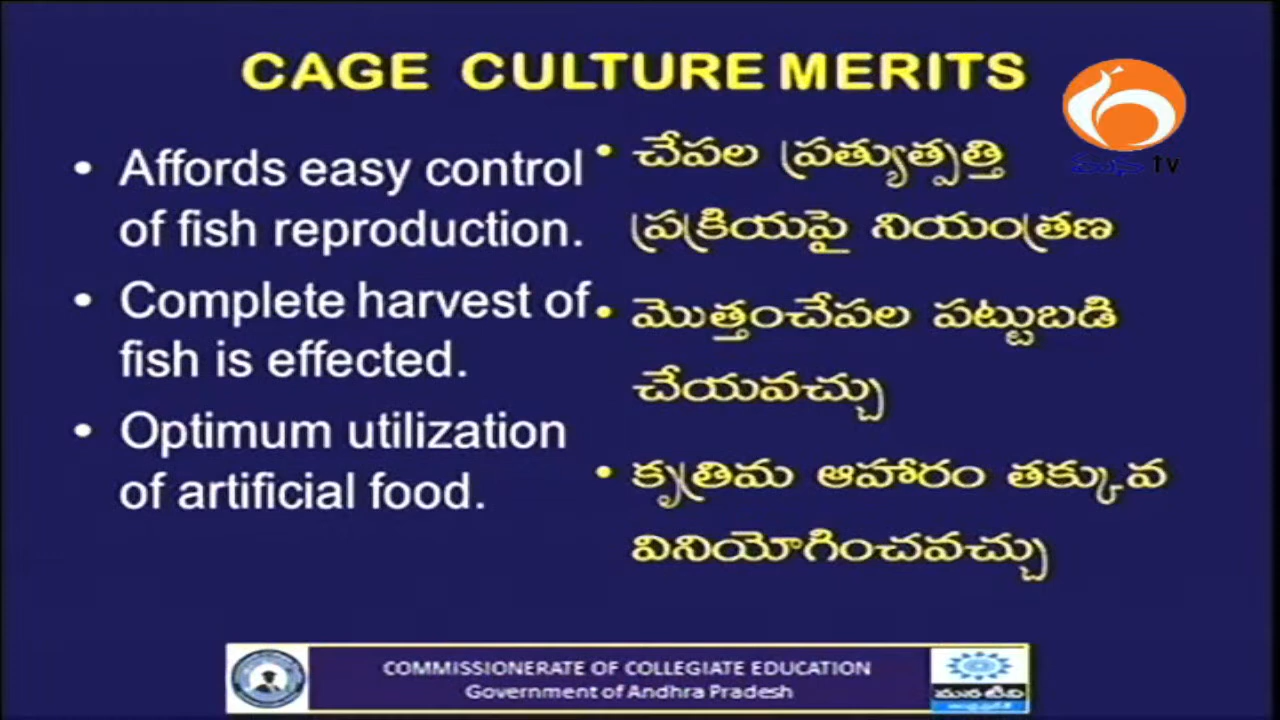 CAGE CULTURE MERITS
• Affords easy control
of fish reproduction.
• Complete harvest of
fish is effected.
• Optimum utilization
of artificial food.
• చేపల ప్రత్యుత్పత్తి
ప్రక్రియపై నియంత్రణ
• మొత్తంచేపల పట్టుబడి
చేయవచ్చు
• కృత్రిమ ఆహారం తక్కువ
వినియోగించవచ్చు
tv
COMMISSIONERATE OF COLLEGIATE EDUCATION
Government of Andhra Pradesh